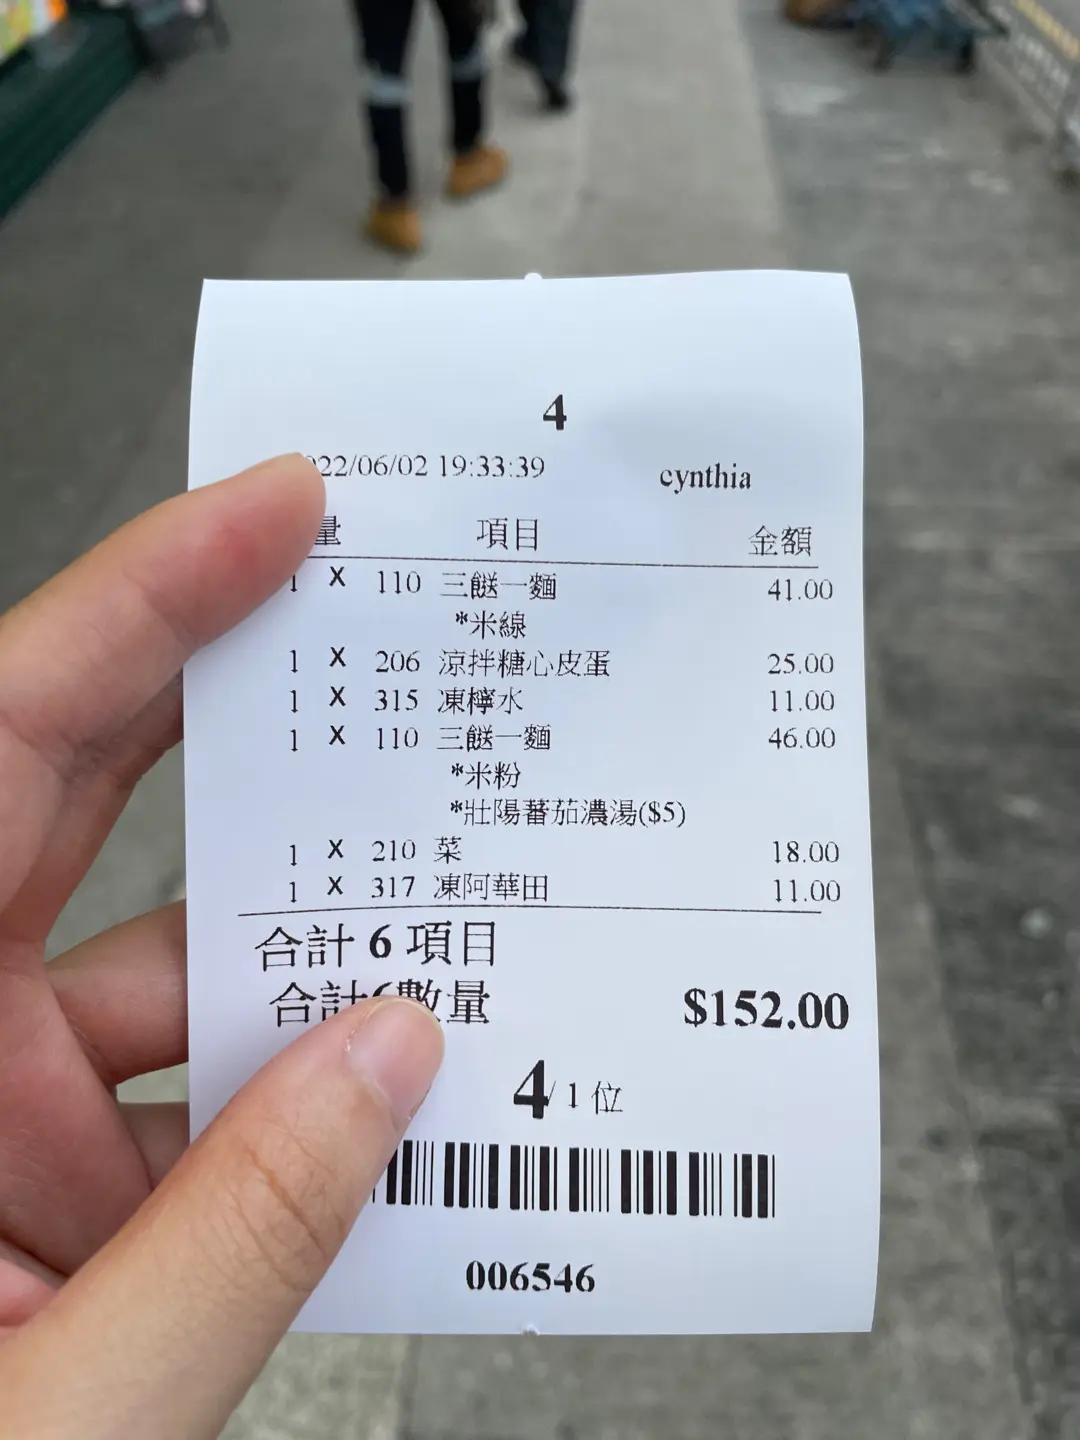 4
022/06/02 19:33:39 cynthia
量 項目 金額
1 X 110 三餸一麵 41.00
*米線
1 X 206 涼拌糖心皮蛋 25.00
1 X 315 凍檸水 11.00
1 X 110 三餸一麵 46.00
*米粉
*壯陽蕃茄濃湯($5)
1 X 210 菜 18.00
1 X 317 凍阿華田 11.00
合計 6 項目
合計6數量 $152.00
4/ 1 位
006546